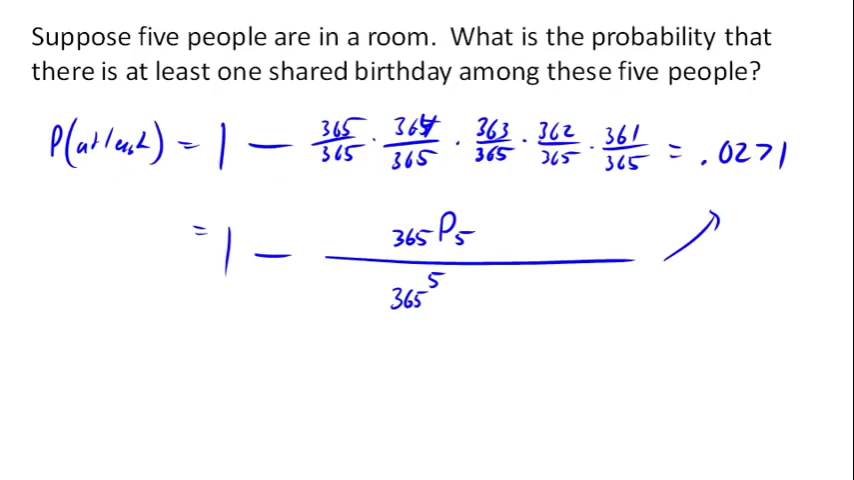 Suppose five people are in a room. What is the probability that
there is at least one shared birthday among these five people?
P(at least) = 1 - 365/365 · 364/365 · 363/365 · 362/365 · 361/365 = .0271
= 1 - 365P5 / 365^5